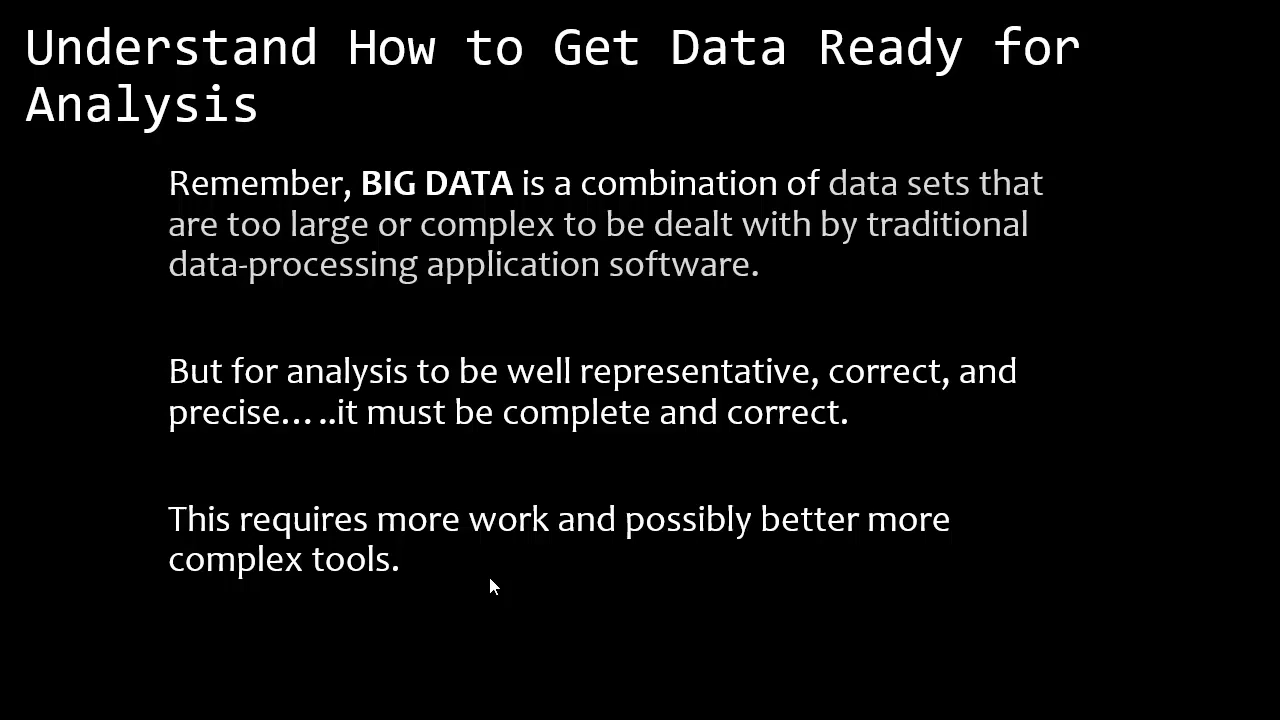 Understand How to Get Data Ready for
Analysis
Remember, BIG DATA is a combination of data sets that
are too large or complex to be dealt with by traditional
data-processing application software.
But for analysis to be well representative, correct, and
precise…..it must be complete and correct.
This requires more work and possibly better more
complex tools.